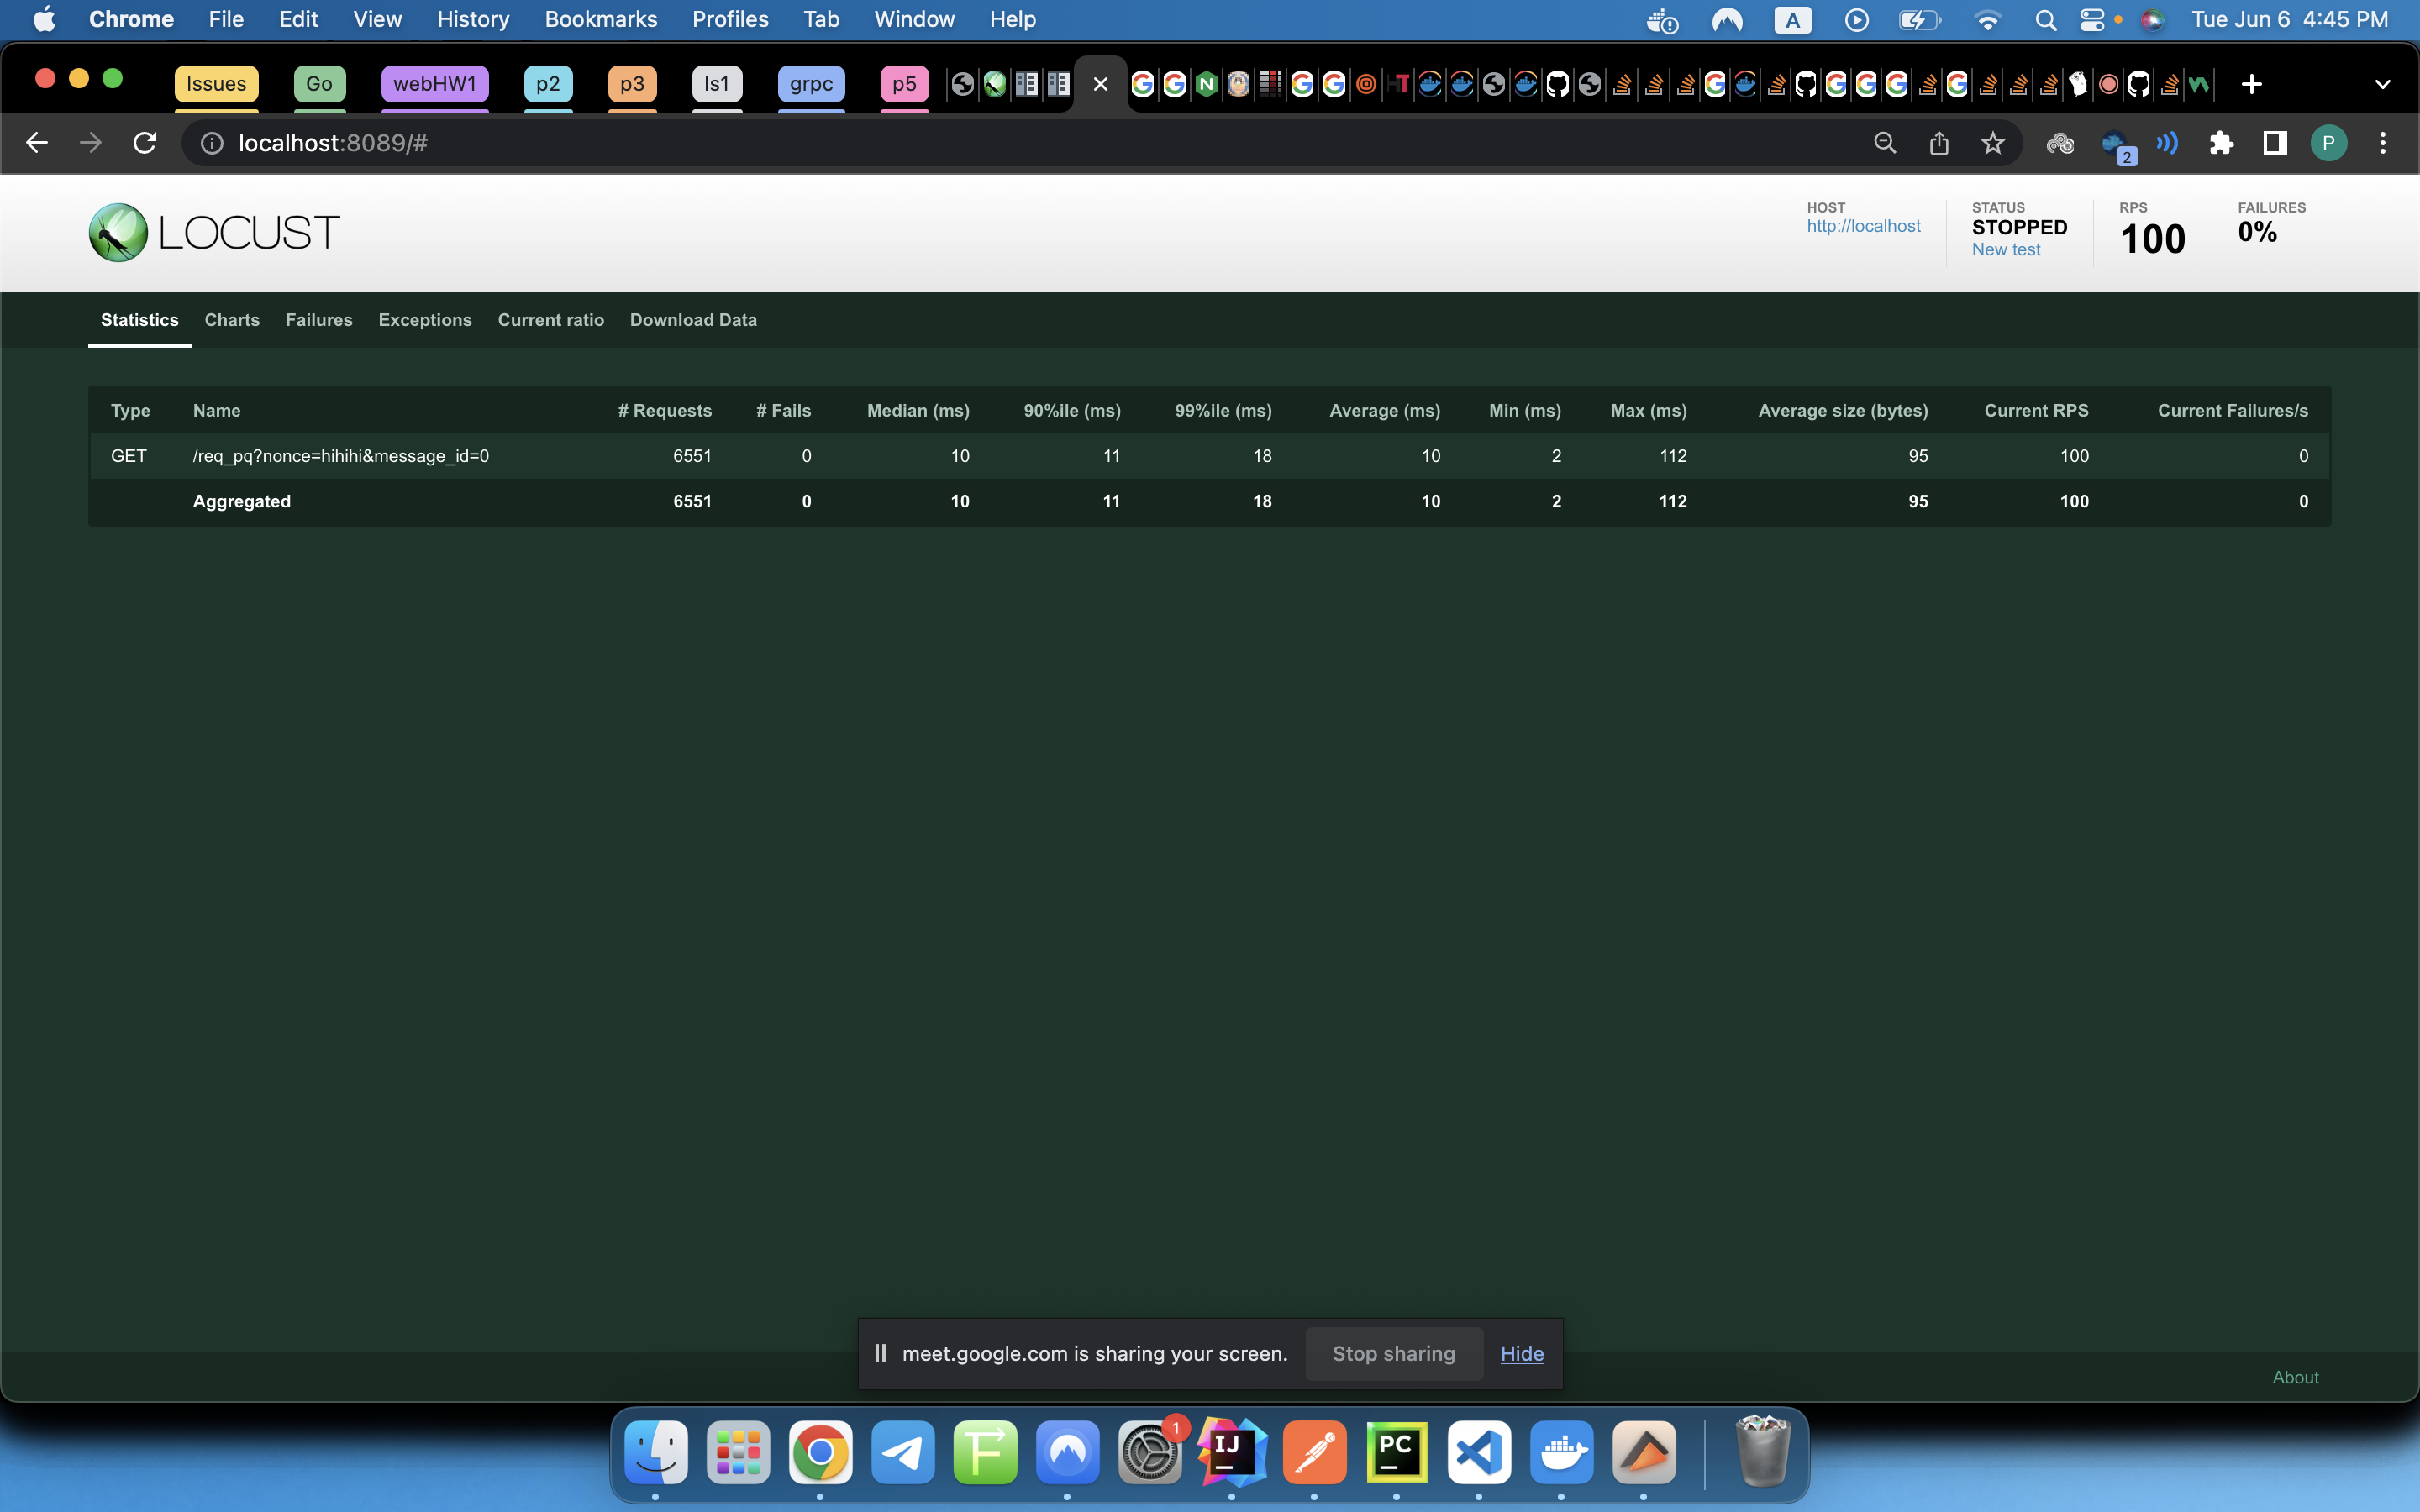 Chrome File Edit View History Bookmarks Profiles Tab Window Help A Tue Jun 6 4:45 PM
Issues Go webHW1 p2 p3 ls1 grpc p5
localhost:8089/# 2 P
LOCUST
HOST
http://localhost
STATUS
STOPPED
New test
RPS
100
FAILURES
0%
Statistics Charts Failures Exceptions Current ratio Download Data
Type Name # Requests # Fails Median (ms) 90%ile (ms) 99%ile (ms) Average (ms) Min (ms) Max (ms) Average size (bytes) Current RPS Current Failures/s
GET /req_pq?nonce=hihihi&message_id=0 6551 0 10 11 18 10 2 112 95 100 0
Aggregated 6551 0 10 11 18 10 2 112 95 100 0
meet.google.com is sharing your screen. Stop sharing Hide
About
1
IJ
PC